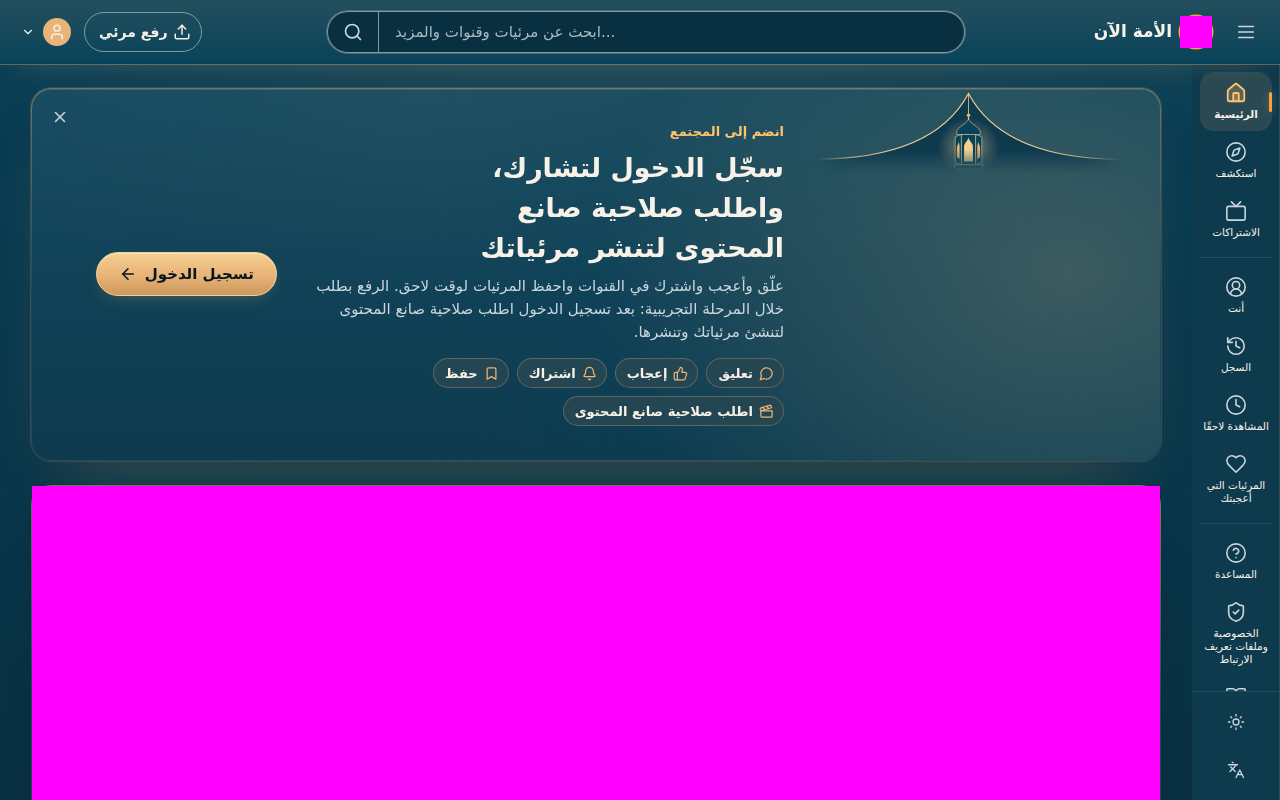 الأمة الآن
ابحث عن مرئيات وقنوات والمزيد...
رفع مرئي
الرئيسية
استكشف
الاشتراكات
أنت
السجل
المشاهدة لاحقًا
المرئيات التي
أعجبتك
المساعدة
الخصوصية
وملفات تعريف
الارتباط
انضم إلى المجتمع
سجّل الدخول لتشارك،
واطلب صلاحية صانع
المحتوى لتنشر مرئياتك
علّق وأعجب واشترك في القنوات واحفظ المرئيات لوقت لاحق. الرفع بطلب
خلال المرحلة التجريبية: بعد تسجيل الدخول اطلب صلاحية صانع المحتوى
لتنشئ مرئياتك وتنشرها.
تعليق
إعجاب
اشتراك
حفظ
اطلب صلاحية صانع المحتوى
تسجيل الدخول